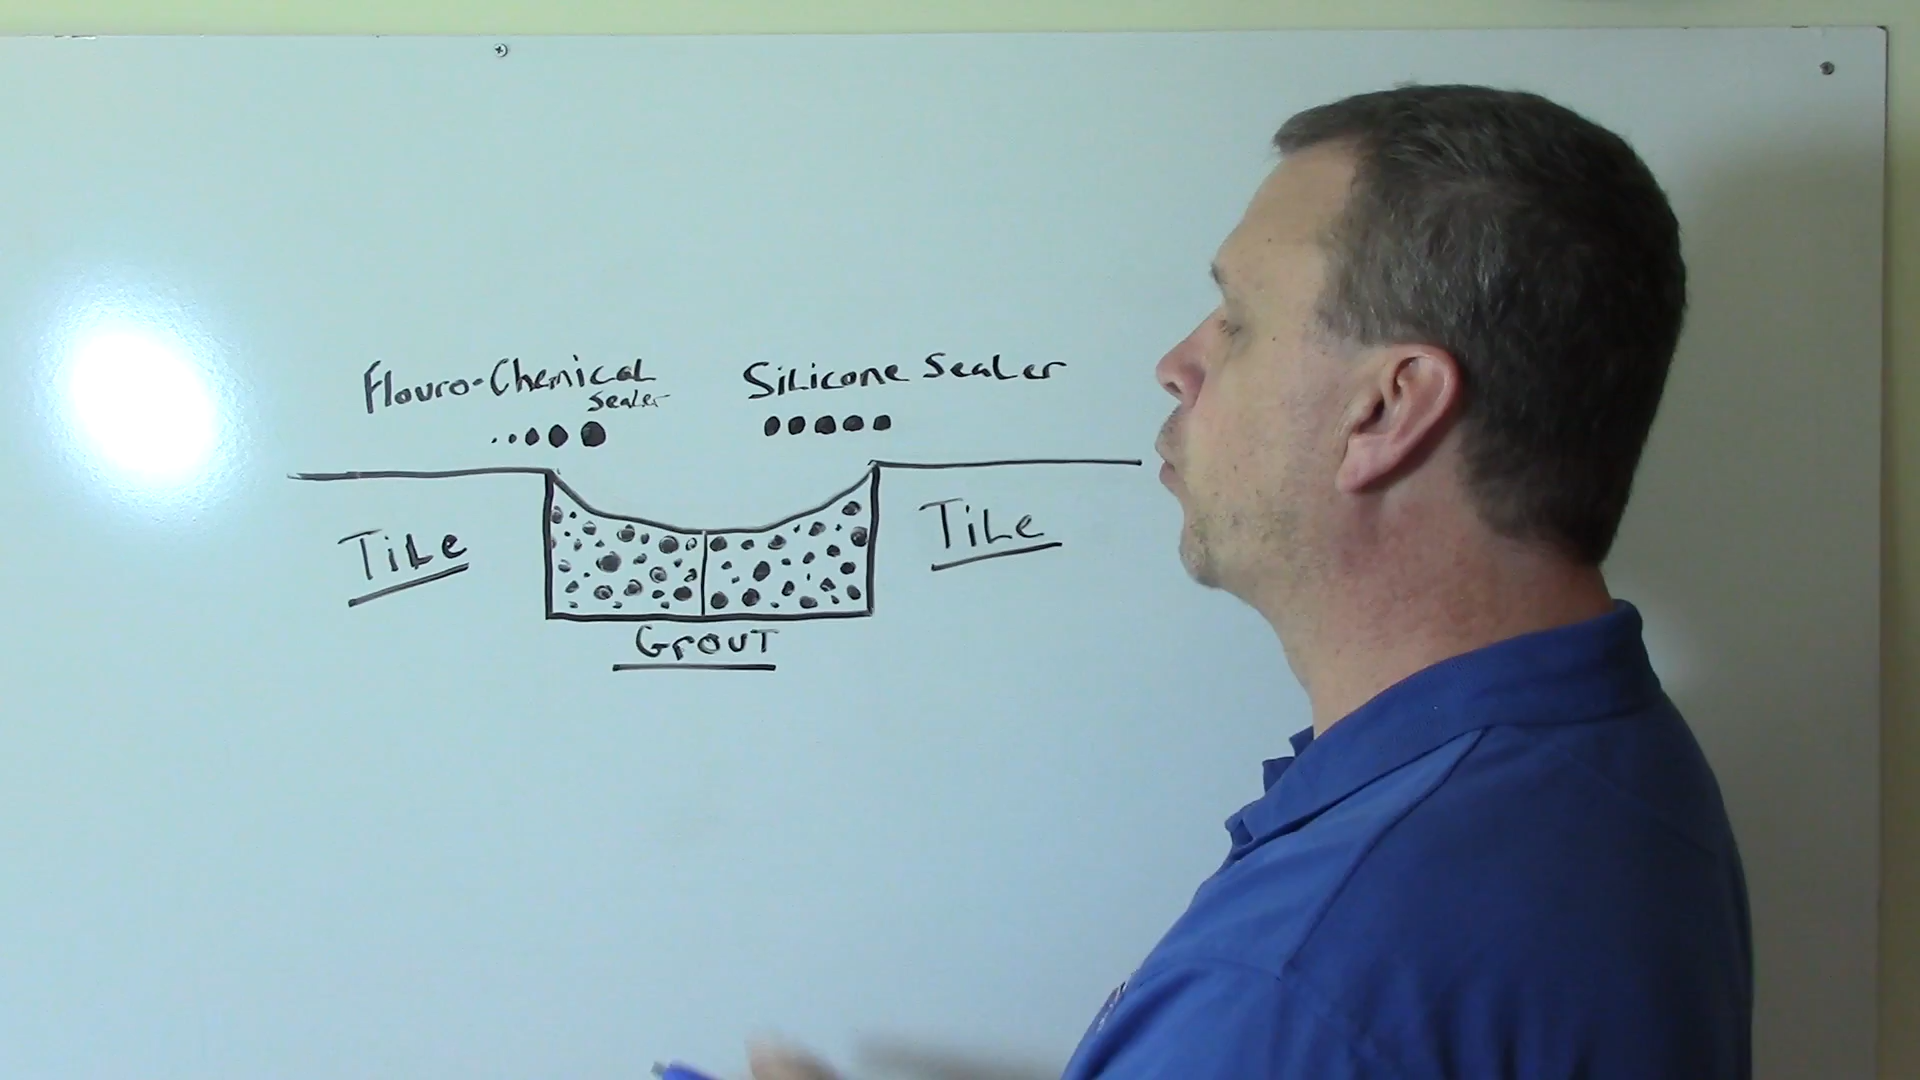 Flouro-Chemical
Sealer
Silicone Sealer
Tile
Tile
Grout